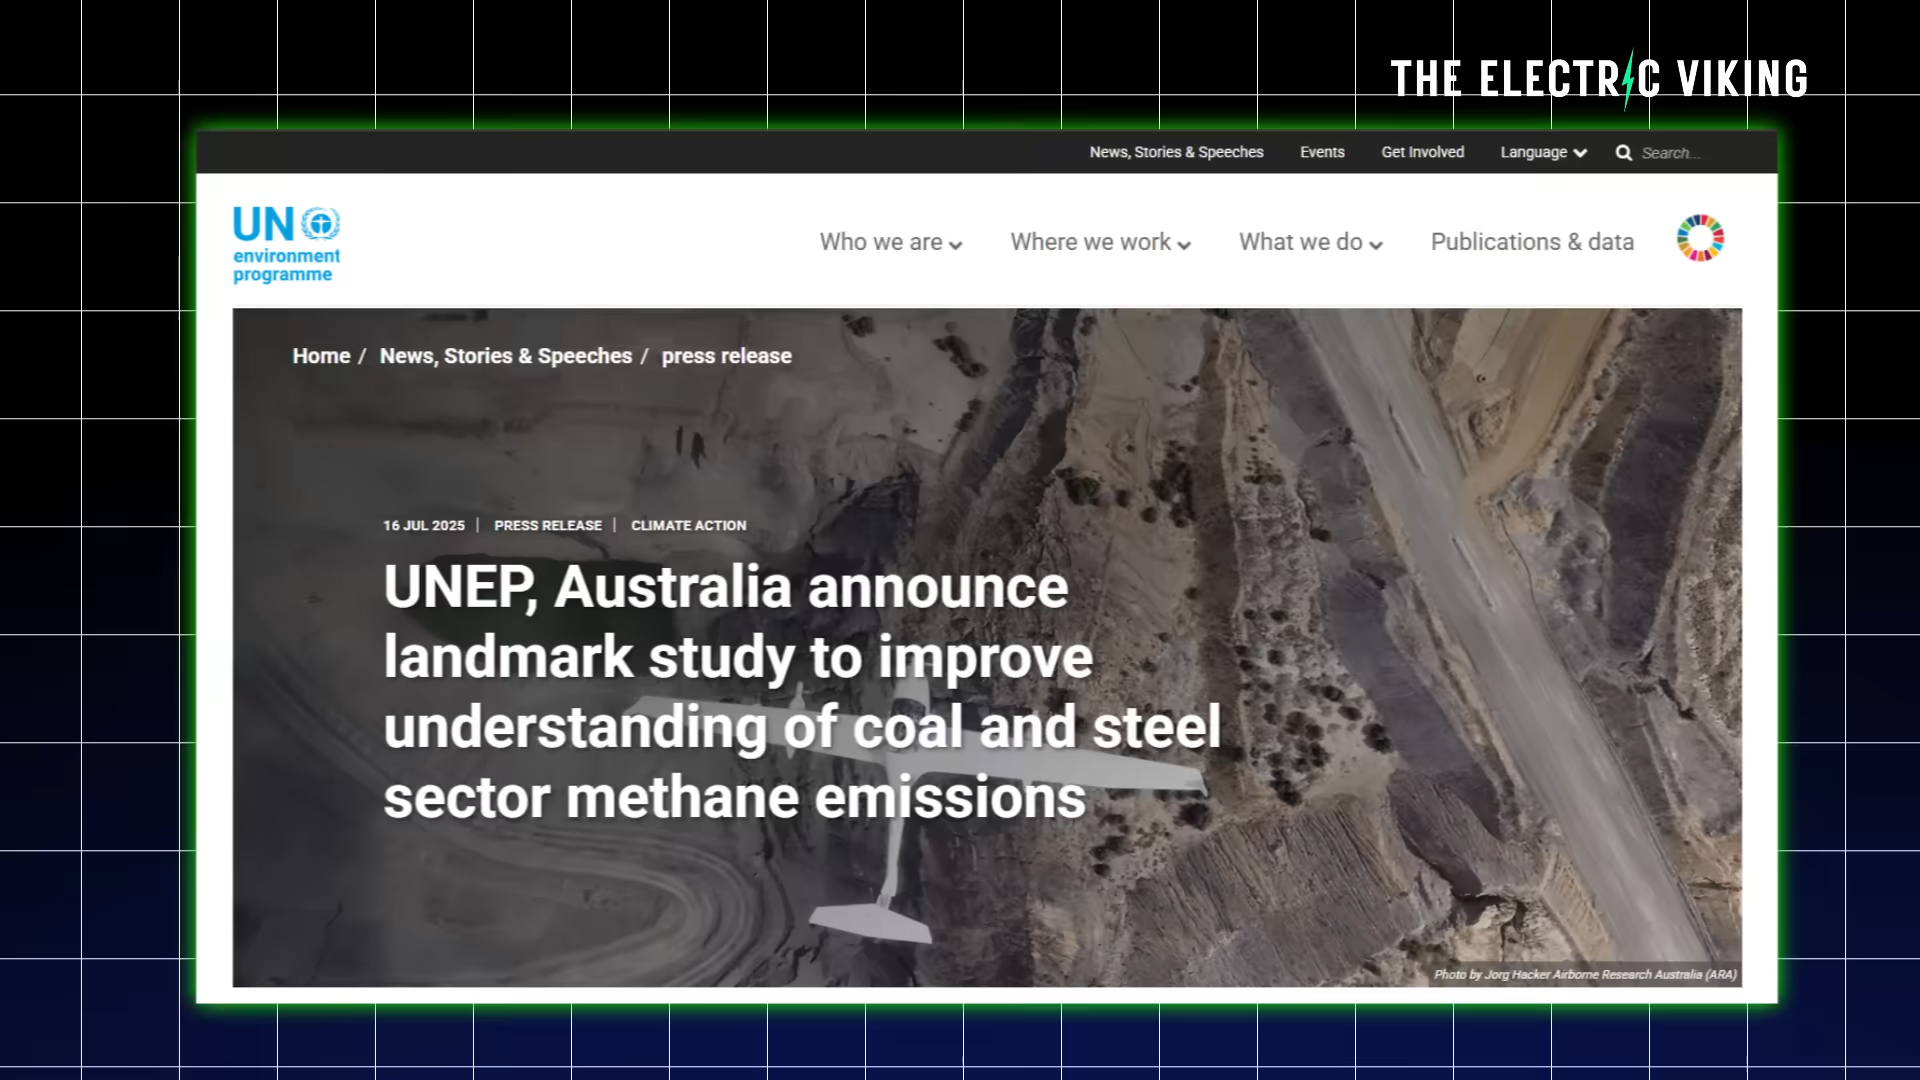 THE ELECTRIC VIKING
News, Stories & Speeches Events Get Involved Language Search...
UN
environment
programme
Who we are Where we work What we do Publications & data
Home / News, Stories & Speeches / press release
16 JUL 2025 | PRESS RELEASE | CLIMATE ACTION
UNEP, Australia announce
landmark study to improve
understanding of coal and steel
sector methane emissions
Photo by Jorg Hacker Airborne Research Australia (ARA)